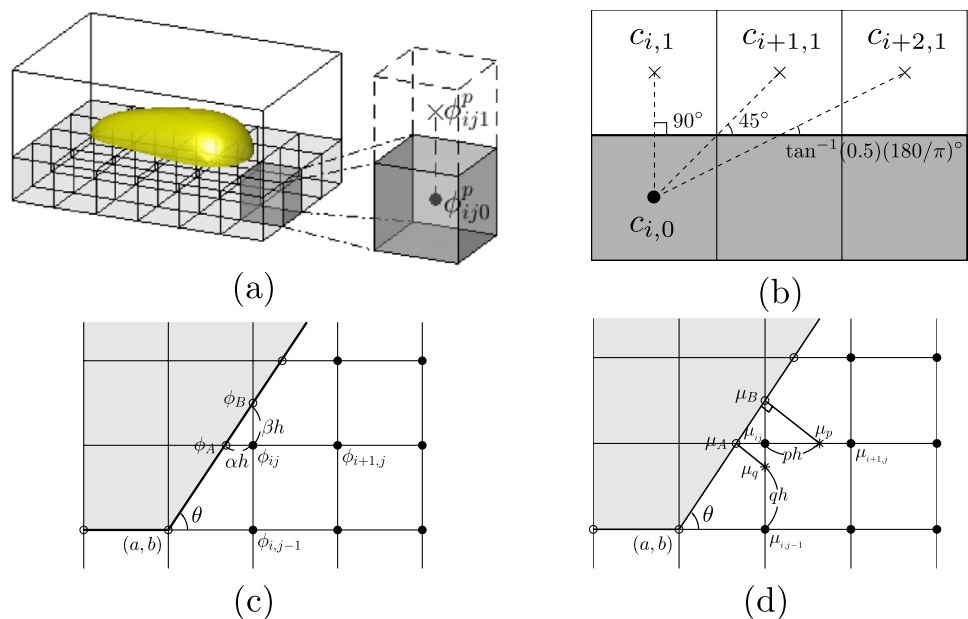 ϕ^p_{ij1}
ϕ^p_{ij0}
(a)
c_{i,1} c_{i+1,1} c_{i+2,1}
90° 45°
tan^{-1}(0.5)(180/π)°
c_{i,0}
(b)
ϕ_B
βh
ϕ_A αh ϕ_{ij} ϕ_{i+1,j}
θ
(a, b) ϕ_{i,j-1}
(c)
μ_B
μ_A μ_{ij} μ_p
ph μ_{i+1,j}
μ_q
qh
θ
(a, b) μ_{i,j-1}
(d)